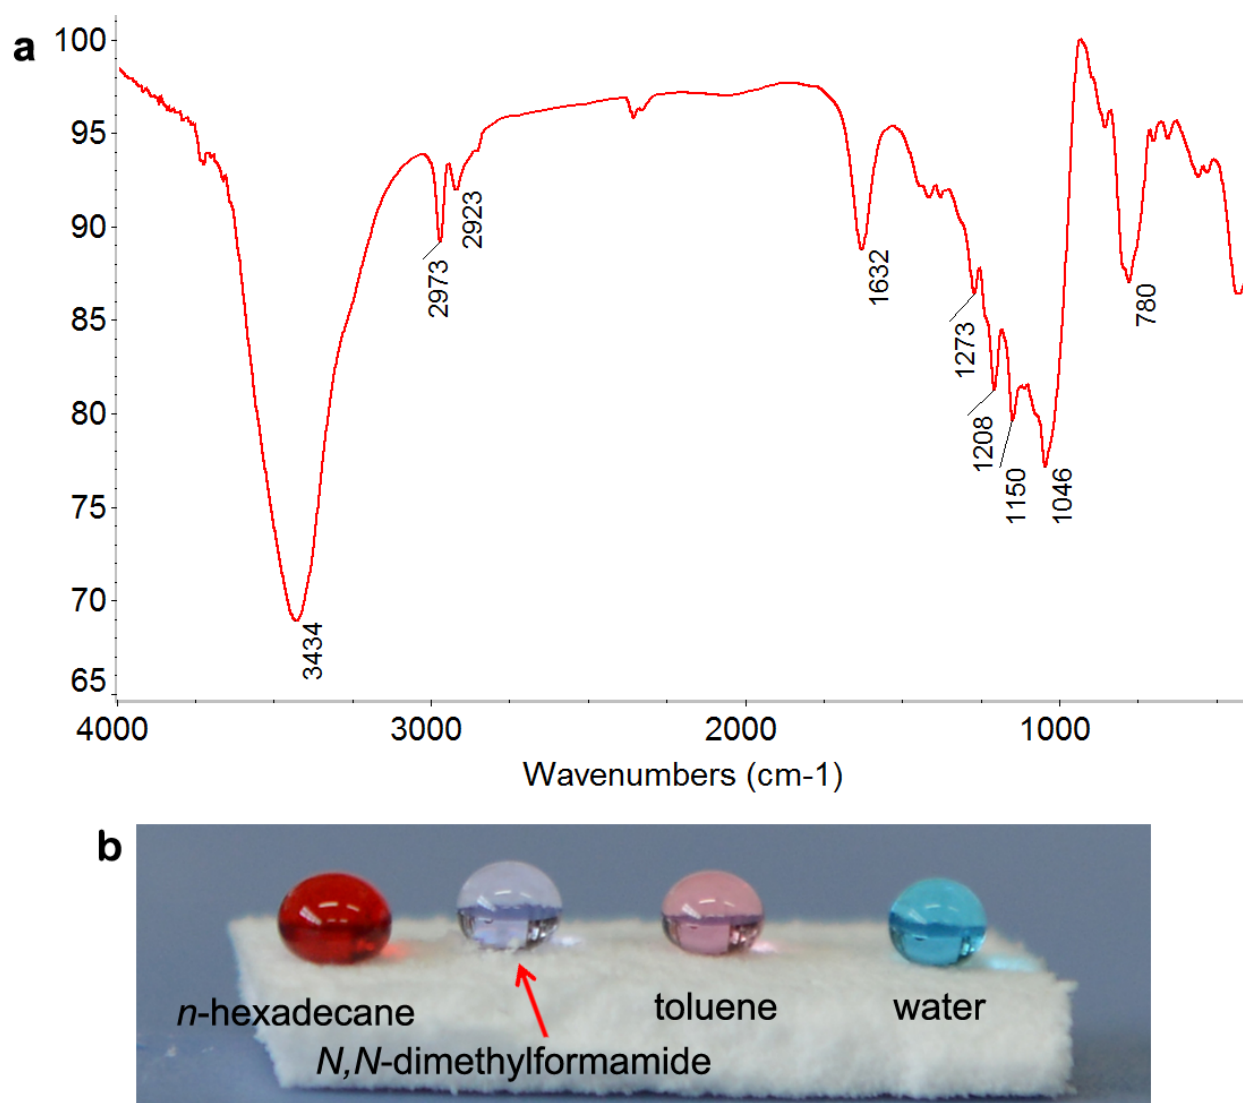 a
100
95
90
85
80
75
70
65
3434
2973
2923
1632
1273
1208
1150
1046
780
4000 3000 2000 1000
Wavenumbers (cm-1)
b
n-hexadecane
N,N-dimethylformamide
toluene
water